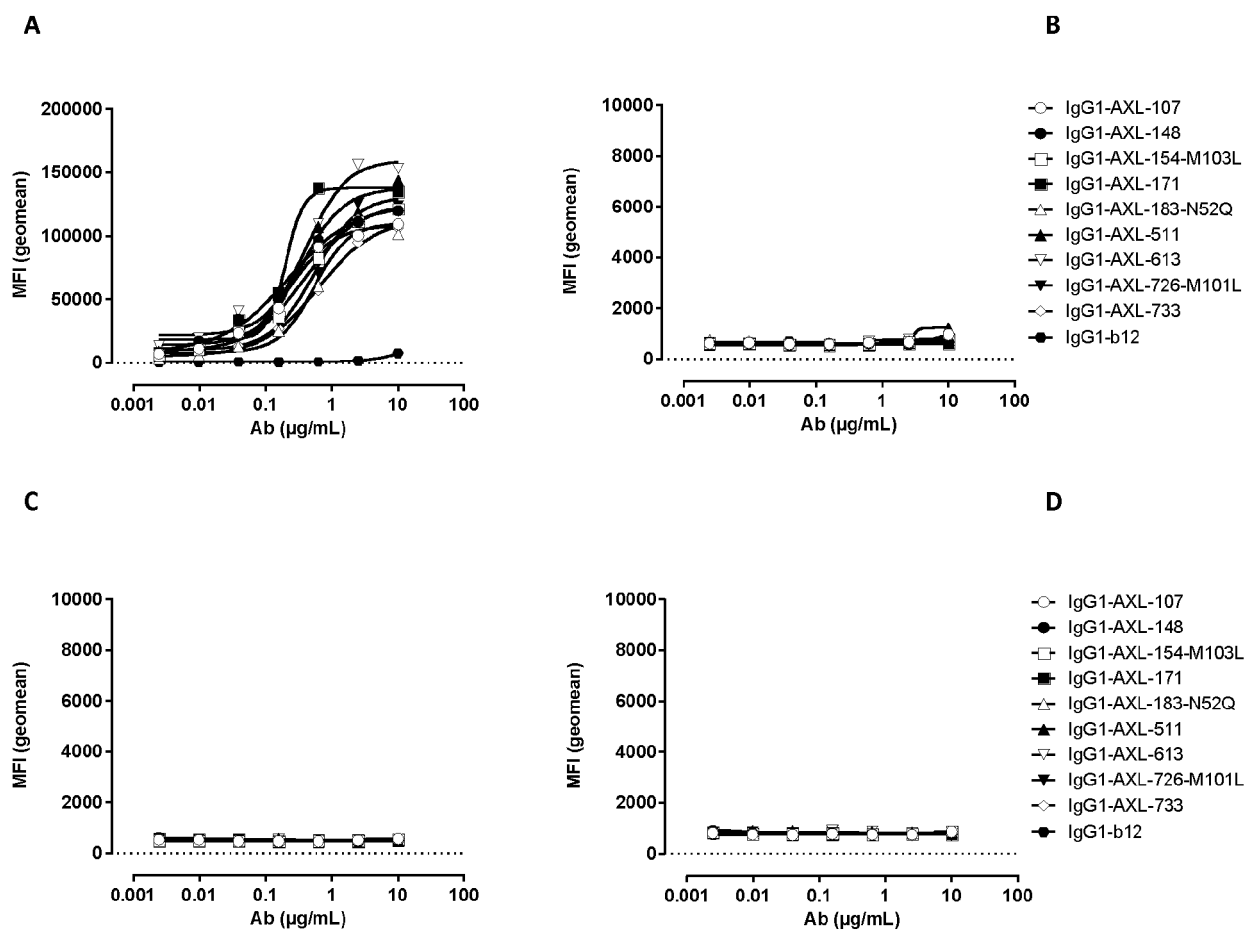 A
B
200000
150000
100000
50000
0
MFI (geomean)
0.001 0.01 0.1 1 10 100
Ab (µg/mL)
10000
8000
6000
4000
2000
0
MFI (geomean)
0.001 0.01 0.1 1 10 100
Ab (µg/mL)
IgG1-AXL-107
IgG1-AXL-148
IgG1-AXL-154-M103L
IgG1-AXL-171
IgG1-AXL-183-N52Q
IgG1-AXL-511
IgG1-AXL-613
IgG1-AXL-726-M101L
IgG1-AXL-733
IgG1-b12
C
D
10000
8000
6000
4000
2000
0
MFI (geomean)
0.001 0.01 0.1 1 10 100
Ab (µg/mL)
10000
8000
6000
4000
2000
0
MFI (geomean)
0.001 0.01 0.1 1 10 100
Ab (µg/mL)
IgG1-AXL-107
IgG1-AXL-148
IgG1-AXL-154-M103L
IgG1-AXL-171
IgG1-AXL-183-N52Q
IgG1-AXL-511
IgG1-AXL-613
IgG1-AXL-726-M101L
IgG1-AXL-733
IgG1-b12